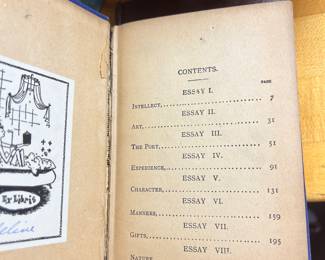 Ex Libris
CONTENTS.
PAGE
ESSAY I.
INTELLECT, 7
ESSAY II.
ART, 31
ESSAY III.
THE POET, 51
ESSAY IV.
EXPERIENCE, 91
ESSAY V.
CHARACTER, 131
ESSAY VI.
MANNERS, 159
ESSAY VII.
GIFTS, 195
ESSAY VIII.
NATURE